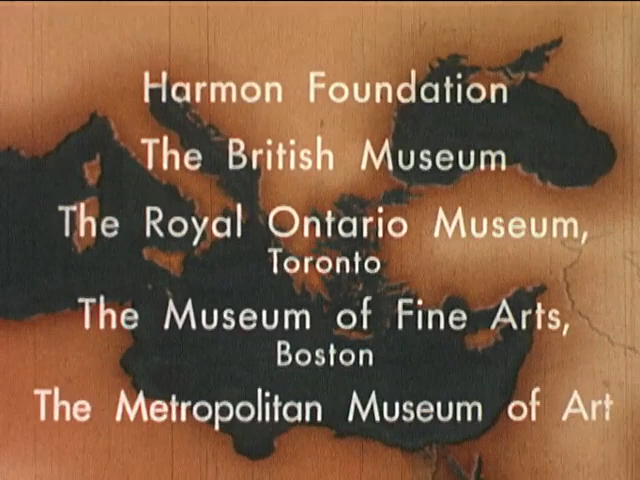 Harmon Foundation
The British Museum
The Royal Ontario Museum,
Toronto
The Museum of Fine Arts,
Boston
The Metropolitan Museum of Art